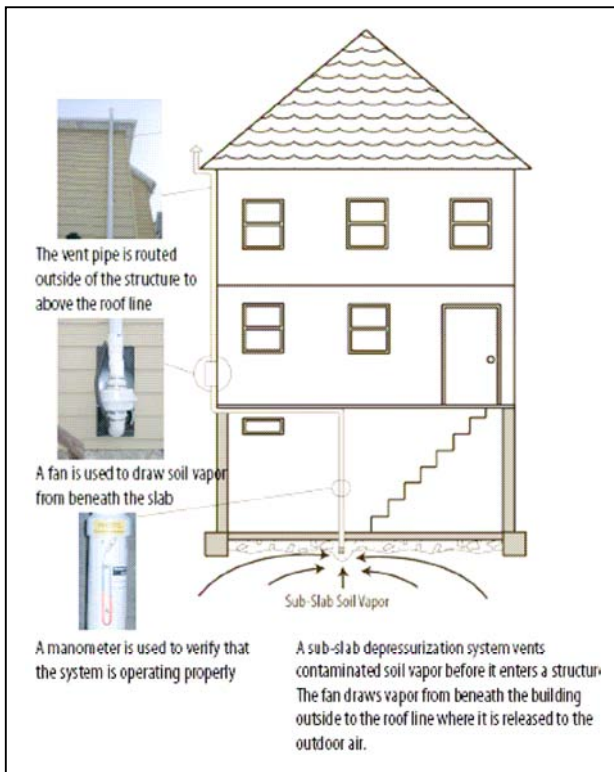 The vent pipe is routed
outside of the structure to
above the roof line
A fan is used to draw soil vapor
from beneath the slab
Sub-Slab Soil Vapor
A manometer is used to verify that
the system is operating properly
A sub-slab depressurization system vents
contaminated soil vapor before it enters a structure
The fan draws vapor from beneath the building
outside to the roof line where it is released to the
outdoor air.